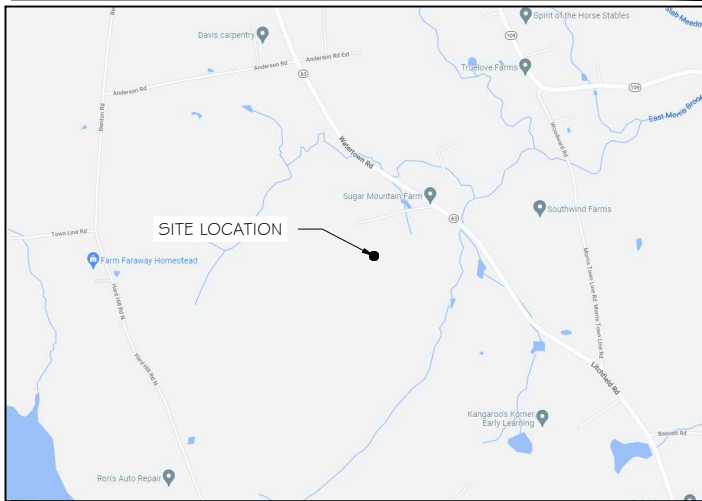 Spirit of the Horse Stables
Slab Meado
Davis carpentry
109
Anderson Rd
Anderson Rd Ext
63
Truelove Farms
109
Anderson Rd
Benton Rd
East Morris Brook
Watertown Rd
Woodward Rd
Sugar Mountain Farm
Southwind Farms
63
SITE LOCATION
Town Line Rd
Farm Faraway Homestead
Morris Town Line Rd
Morris Town Line Rd
Hard Hill Rd N
Hard Hill Rd N
Litchfield Rd
Kangaroo's Korner
Early Learning
Bassett Rd
Ron's Auto Repair